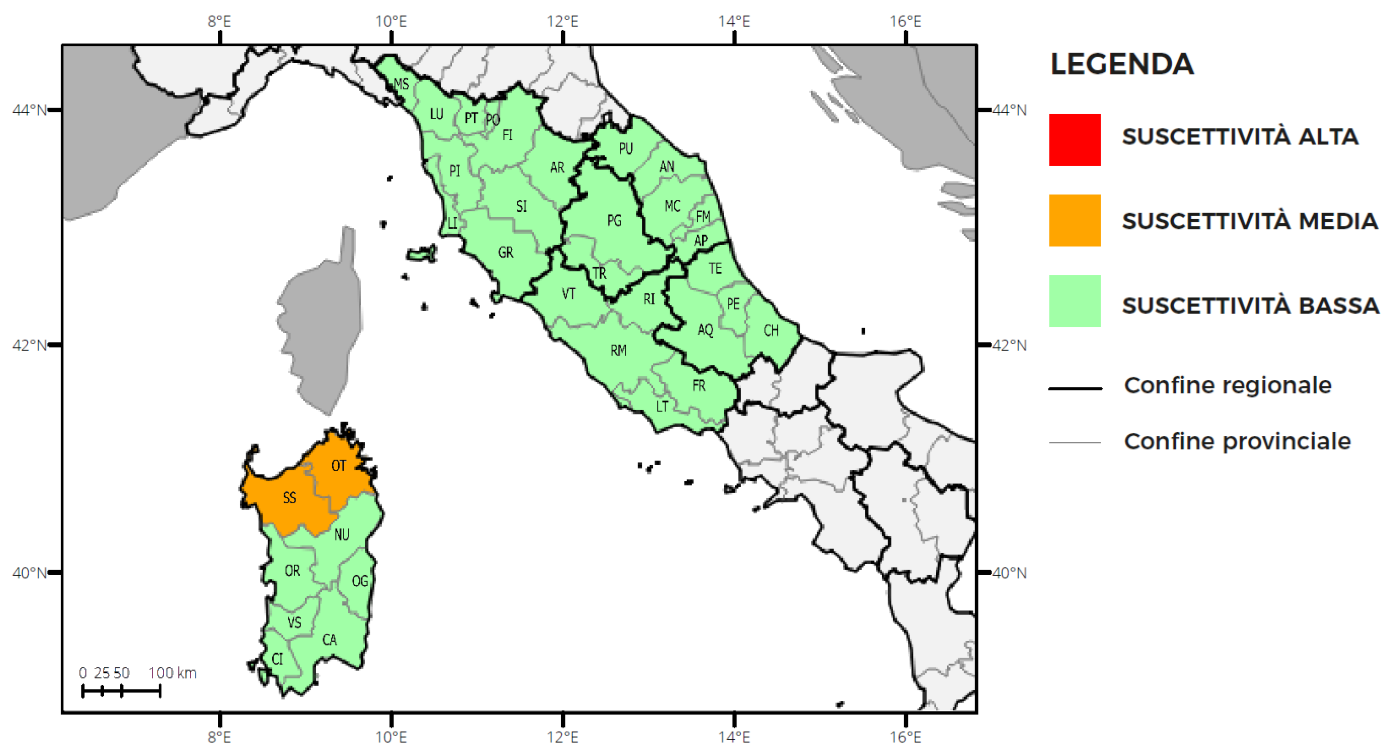 8°E 10°E 12°E 14°E 16°E
LEGENDA
44°N 44°N
MS
LU PT PO
FI
PU
SUSCETTIVITÀ ALTA
PI AR AN
SI PG MC FM
LI AP
GR TR TE
SUSCETTIVITÀ MEDIA
VT RI PE
AQ CH
SUSCETTIVITÀ BASSA
42°N 42°N
RM
FR
LT
Confine regionale
Confine provinciale
OT
SS
NU
40°N 40°N
OR OG
VS CA
CI
0 25 50 100 km
8°E 10°E 12°E 14°E 16°E